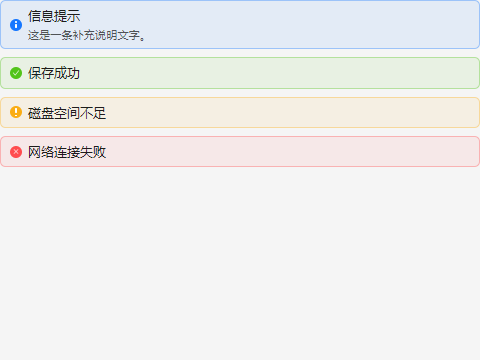 信息提示
这是一条补充说明文字。
保存成功
磁盘空间不足
网络连接失败